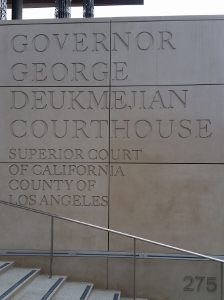 GOVERNOR
GEORGE
DEUKMEJIAN
COURTHOUSE
SUPERIOR COURT
OF CALIFORNIA
COUNTY OF
LOS ANGELES
275